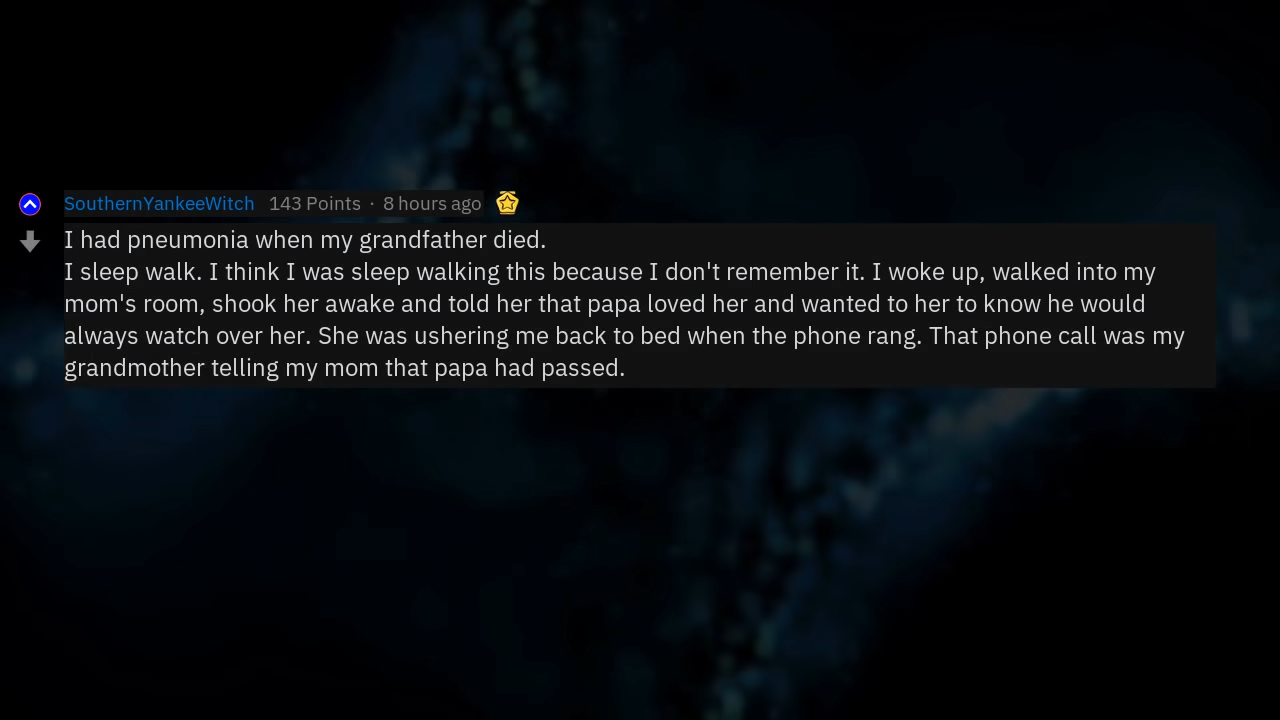 SouthernYankeeWitch 143 Points · 8 hours ago
I had pneumonia when my grandfather died.
I sleep walk. I think I was sleep walking this because I don't remember it. I woke up, walked into my
mom's room, shook her awake and told her that papa loved her and wanted to her to know he would
always watch over her. She was ushering me back to bed when the phone rang. That phone call was my
grandmother telling my mom that papa had passed.